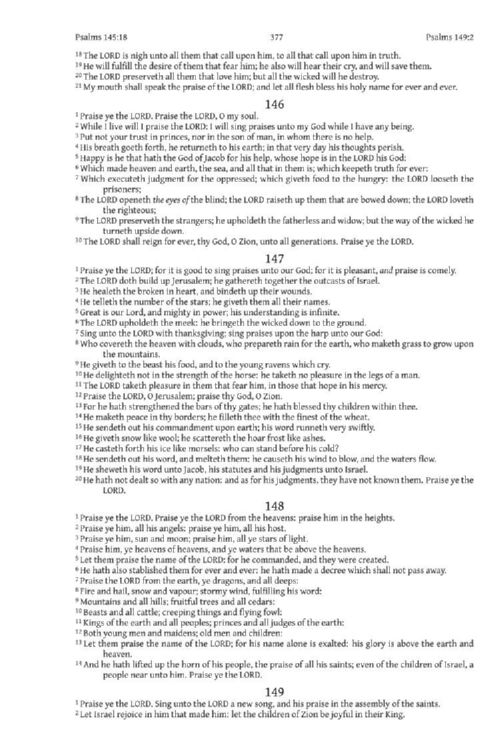 Psalms 145:18 377 Psalms 149:2
18 The LORD is nigh unto all them that call upon him, to all that call upon him in truth.
19 He will fulfill the desire of them that fear him; he also will hear their cry, and will save them.
20 The LORD preserveth all them that love him; but all the wicked will he destroy.
21 My mouth shall speak the praise of the LORD; and let all flesh bless his holy name for ever and ever.
146
1 Praise ye the LORD. Praise the LORD, O my soul.
2 While I live will I praise the LORD: I will sing praises unto my God while I have any being.
3 Put not your trust in princes, nor in the son of man, in whom there is no help.
4 His breath goeth forth, he returneth to his earth; in that very day his thoughts perish.
5 Happy is he that hath the God of Jacob for his help, whose hope is in the LORD his God:
6 Which made heaven and earth, the sea, and all that in them is; which keepeth truth for ever:
7 Which executeth judgment for the oppressed; which giveth food to the hungry: the LORD looseth the
prisoners;
8 The LORD openeth the eyes of the blind; the LORD raiseth up them that are bowed down; the LORD loveth
the righteous;
9 The LORD preserveth the strangers; he upholdeth the fatherless and widow; but the way of the wicked he
turneth upside down.
10 The LORD shall reign for ever, thy God, O Zion, unto all generations. Praise ye the LORD.
147
1 Praise ye the LORD; for it is good to sing praises unto our God; for it is pleasant, and praise is comely.
2 The LORD doth build up Jerusalem; he gathereth together the outcasts of Israel.
3 He healeth the broken in heart, and bindeth up their wounds.
4 He telleth the number of the stars; he giveth them all their names.
5 Great is our Lord, and mighty in power; his understanding is infinite.
6 The LORD upholdeth the meek: he bringeth the wicked down to the ground.
7 Sing unto the LORD with thanksgiving; sing praises upon the harp unto our God:
8 Who covereth the heaven with clouds, who prepareth rain for the earth, who maketh grass to grow upon
the mountains.
9 He giveth to the beast his food, and to the young ravens which cry.
10 He delighteth not in the strength of the horse: he taketh no pleasure in the legs of a man.
11 The LORD taketh pleasure in them that fear him, in those that hope in his mercy.
12 Praise the LORD, O Jerusalem; praise thy God, O Zion.
13 For he hath strengthened the bars of thy gates; he hath blessed thy children within thee.
14 He maketh peace in thy borders; he filleth thee with the finest of the wheat.
15 He sendeth out his commandment upon earth; his word runneth very swiftly.
16 He giveth snow like wool; he scattereth the hoar frost like ashes.
17 He casteth forth his ice like morsels: who can stand before his cold?
18 He sendeth out his word, and melteth them: he causeth his wind to blow, and the waters flow.
19 He sheweth his word unto Jacob, his statutes and his judgments unto Israel.
20 He hath not dealt so with any nation: and as for his judgments, they have not known them. Praise ye the
LORD.
148
1 Praise ye the LORD. Praise ye the LORD from the heavens: praise him in the heights.
2 Praise ye him, all his angels: praise ye him, all his host.
3 Praise ye him, sun and moon; praise him, all ye stars of light.
4 Praise him, ye heavens of heavens, and ye waters that be above the heavens.
5 Let them praise the name of the LORD; for he commanded, and they were created.
6 He hath also stablished them for ever and ever: he hath made a decree which shall not pass away.
7 Praise the LORD from the earth, ye dragons, and all deeps:
8 Fire and hail, snow and vapour; stormy wind, fulfilling his word:
9 Mountains and all hills; fruitful trees and all cedars:
10 Beasts and all cattle; creeping things and flying fowl:
11 Kings of the earth and all peoples; princes and all judges of the earth:
12 Both young men and maidens; old men and children:
13 Let them praise the name of the LORD; for his name alone is exalted: his glory is above the earth and
heaven.
14 And he hath lifted up the horn of his people, the praise of all his saints; even of the children of Israel, a
people near unto him. Praise ye the LORD.
149
1 Praise ye the LORD. Sing unto the LORD a new song, and his praise in the assembly of the saints.
2 Let Israel rejoice in him that made him: let the children of Zion be joyful in their King.